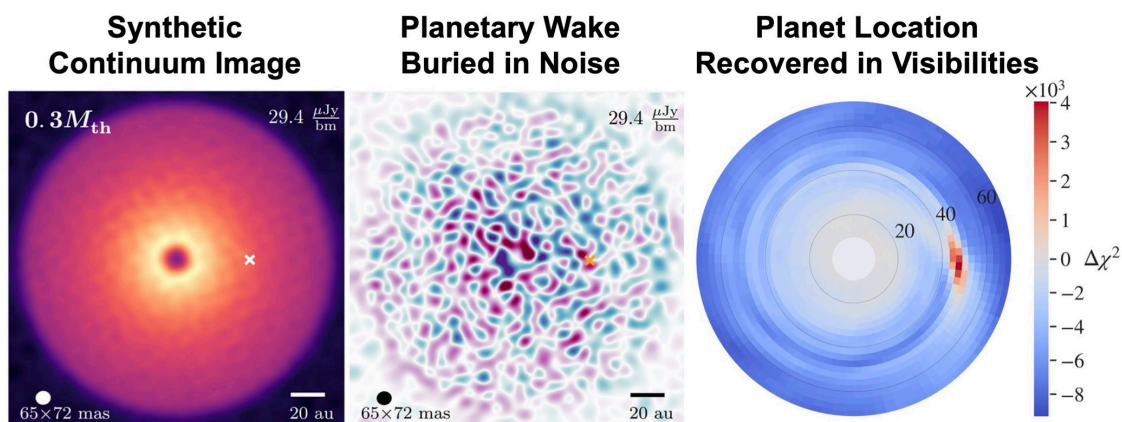 Synthetic
Continuum Image
Planetary Wake
Buried in Noise
Planet Location
Recovered in Visibilities
0.3M_th
29.4 μJy/bm
65×72 mas
20 au
29.4 μJy/bm
65×72 mas
20 au
20
40
60
×10³
4
3
2
1
0
−2
−4
−6
−8
Δχ²